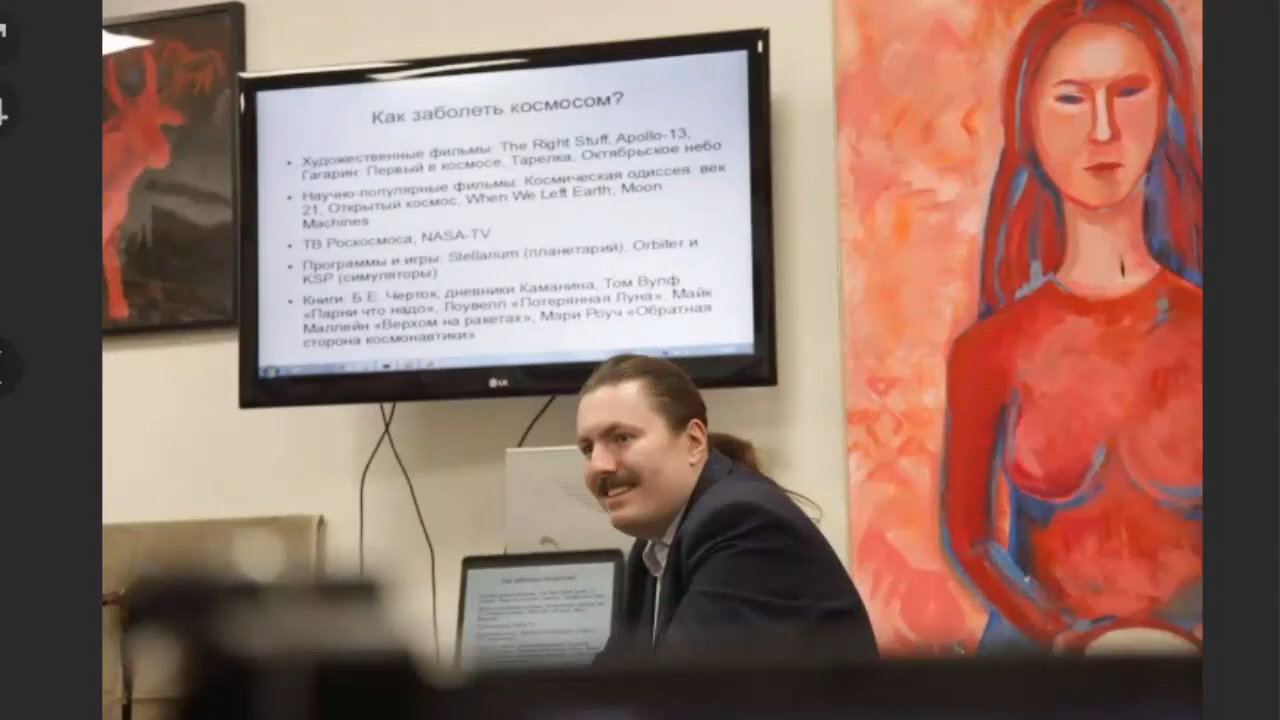 Как заболеть космосом?
• Художественные фильмы: The Right Stuff, Apollo-13,
Гагарин: Первый в космосе, Тарелка, Октябрьское небо
• Научно-популярные фильмы: Космическая одиссея: век
21, Открытый космос, When We Left Earth, Moon
Machines
• ТВ Роскосмоса, NASA-TV
• Программы и игры: Stellarium (планетарий), Orbiter и
KSP (симуляторы)
• Книги: Б.Е. Черток, дневники Каманина, Том Вулф
«Парни что надо», Лоувелл «Потерянная Луна», Майк
Маллейн «Верхом на ракетах», Мэри Роуч «Обратная
сторона космонавтики»
LG